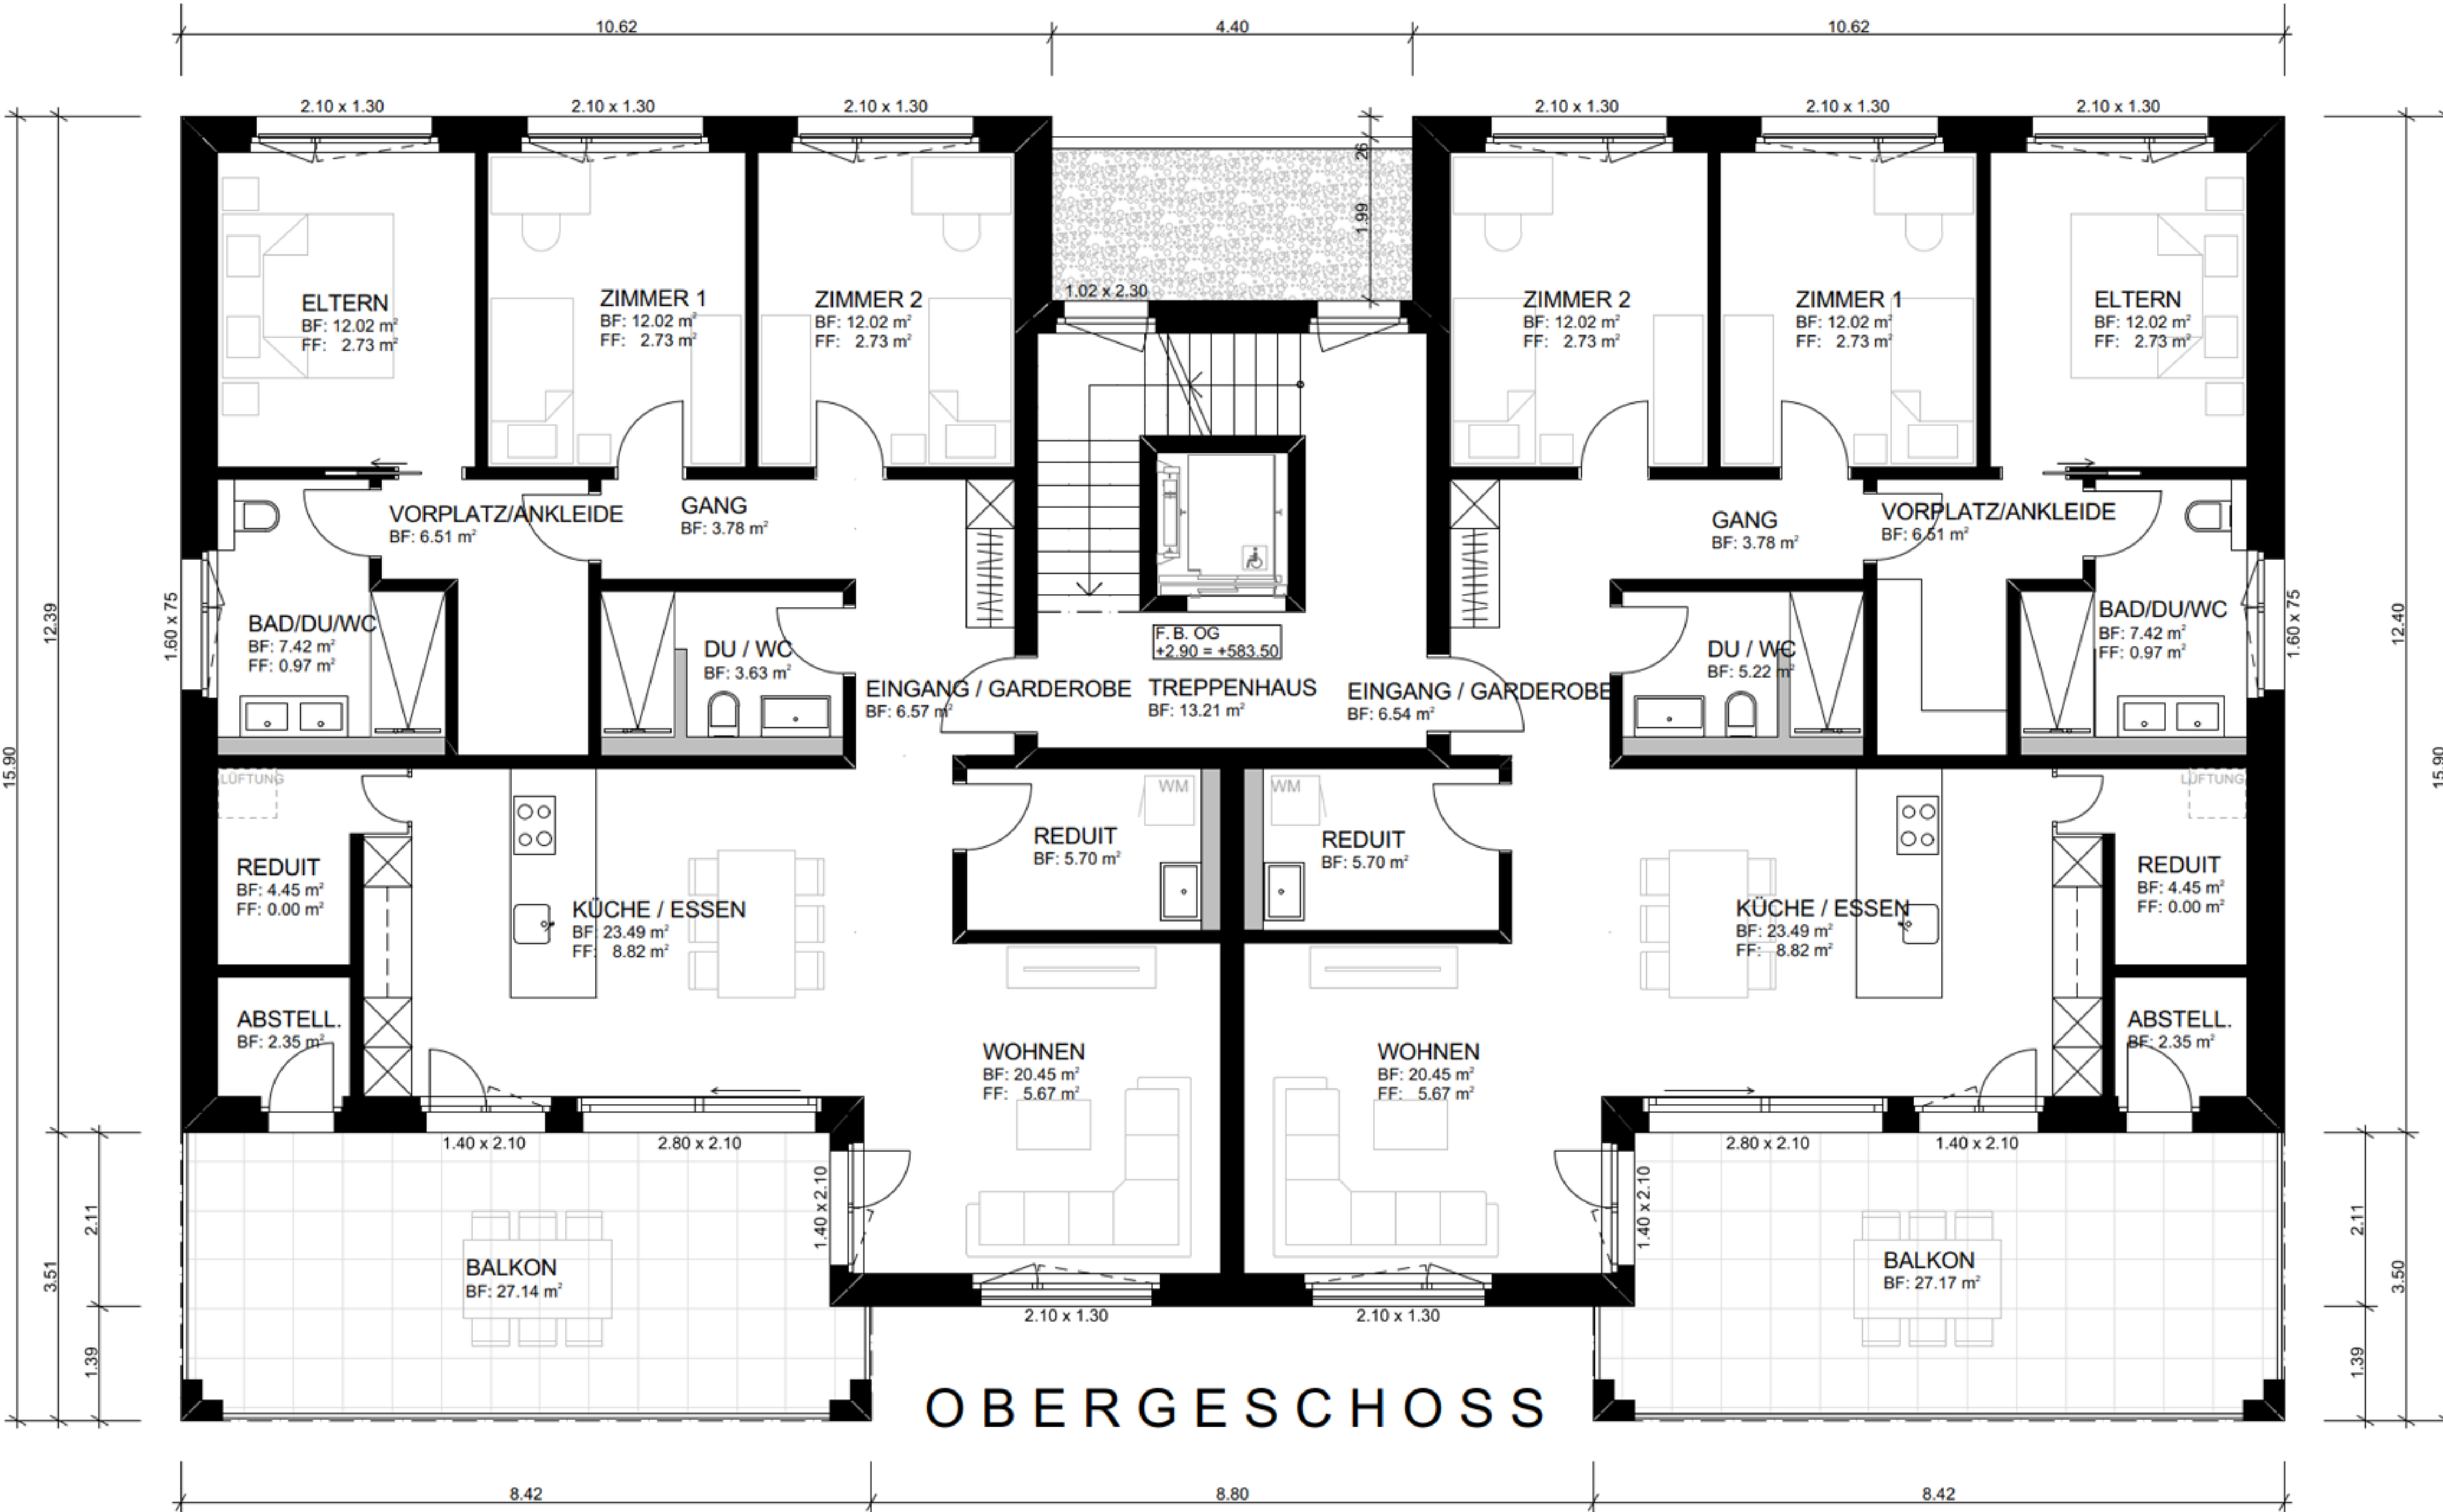 10.62
4.40
10.62
2.10 x 1.30
2.10 x 1.30
2.10 x 1.30
2.10 x 1.30
2.10 x 1.30
2.10 x 1.30
26
1.99
1.02 x 2.30
ELTERN
BF: 12.02 m²
FF: 2.73 m²
ZIMMER 1
BF: 12.02 m²
FF: 2.73 m²
ZIMMER 2
BF: 12.02 m²
FF: 2.73 m²
ZIMMER 2
BF: 12.02 m²
FF: 2.73 m²
ZIMMER 1
BF: 12.02 m²
FF: 2.73 m²
ELTERN
BF: 12.02 m²
FF: 2.73 m²
VORPLATZ/ANKLEIDE
BF: 6.51 m²
GANG
BF: 3.78 m²
GANG
BF: 3.78 m²
VORPLATZ/ANKLEIDE
BF: 6.51 m²
15.90
12.39
1.60 x 75
BAD/DU/WC
BF: 7.42 m²
FF: 0.97 m²
DU / WC
BF: 3.63 m²
F. B. OG
+2.90 = +583.50
DU / WC
BF: 5.22 m²
BAD/DU/WC
BF: 7.42 m²
FF: 0.97 m²
1.60 x 75
12.40
15.90
EINGANG / GARDEROBE
BF: 6.57 m²
TREPPENHAUS
BF: 13.21 m²
EINGANG / GARDEROBE
BF: 6.54 m²
LÜFTUNG
WM
WM
LÜFTUNG
REDUIT
BF: 4.45 m²
FF: 0.00 m²
KÜCHE / ESSEN
BF: 23.49 m²
FF: 8.82 m²
REDUIT
BF: 5.70 m²
REDUIT
BF: 5.70 m²
KÜCHE / ESSEN
BF: 23.49 m²
FF: 8.82 m²
REDUIT
BF: 4.45 m²
FF: 0.00 m²
ABSTELL.
BF: 2.35 m²
WOHNEN
BF: 20.45 m²
FF: 5.67 m²
WOHNEN
BF: 20.45 m²
FF: 5.67 m²
ABSTELL.
BF: 2.35 m²
1.40 x 2.10
2.80 x 2.10
1.40 x 2.10
1.40 x 2.10
2.80 x 2.10
1.40 x 2.10
3.51
2.11
1.39
BALKON
BF: 27.14 m²
2.10 x 1.30
2.10 x 1.30
BALKON
BF: 27.17 m²
2.11
1.39
3.50
OBERGESCHOSS
8.42
8.80
8.42